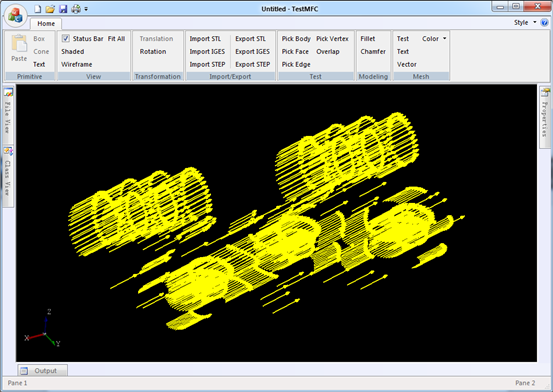 Untitled - TestMFC
Home
Style
Paste
Box
Cone
Text
Primitive
Status Bar Fit All
Shaded
Wireframe
View
Translation
Rotation
Transformation
Import STL Export STL
Import IGES Export IGES
Import STEP Export STEP
Import/Export
Pick Body Pick Vertex
Pick Face Overlap
Pick Edge
Test
Fillet
Chamfer
Modeling
Test Color
Text
Vector
Mesh
File View
Class View
Properties
Z
X
Y
Output
Pane 1
Pane 2